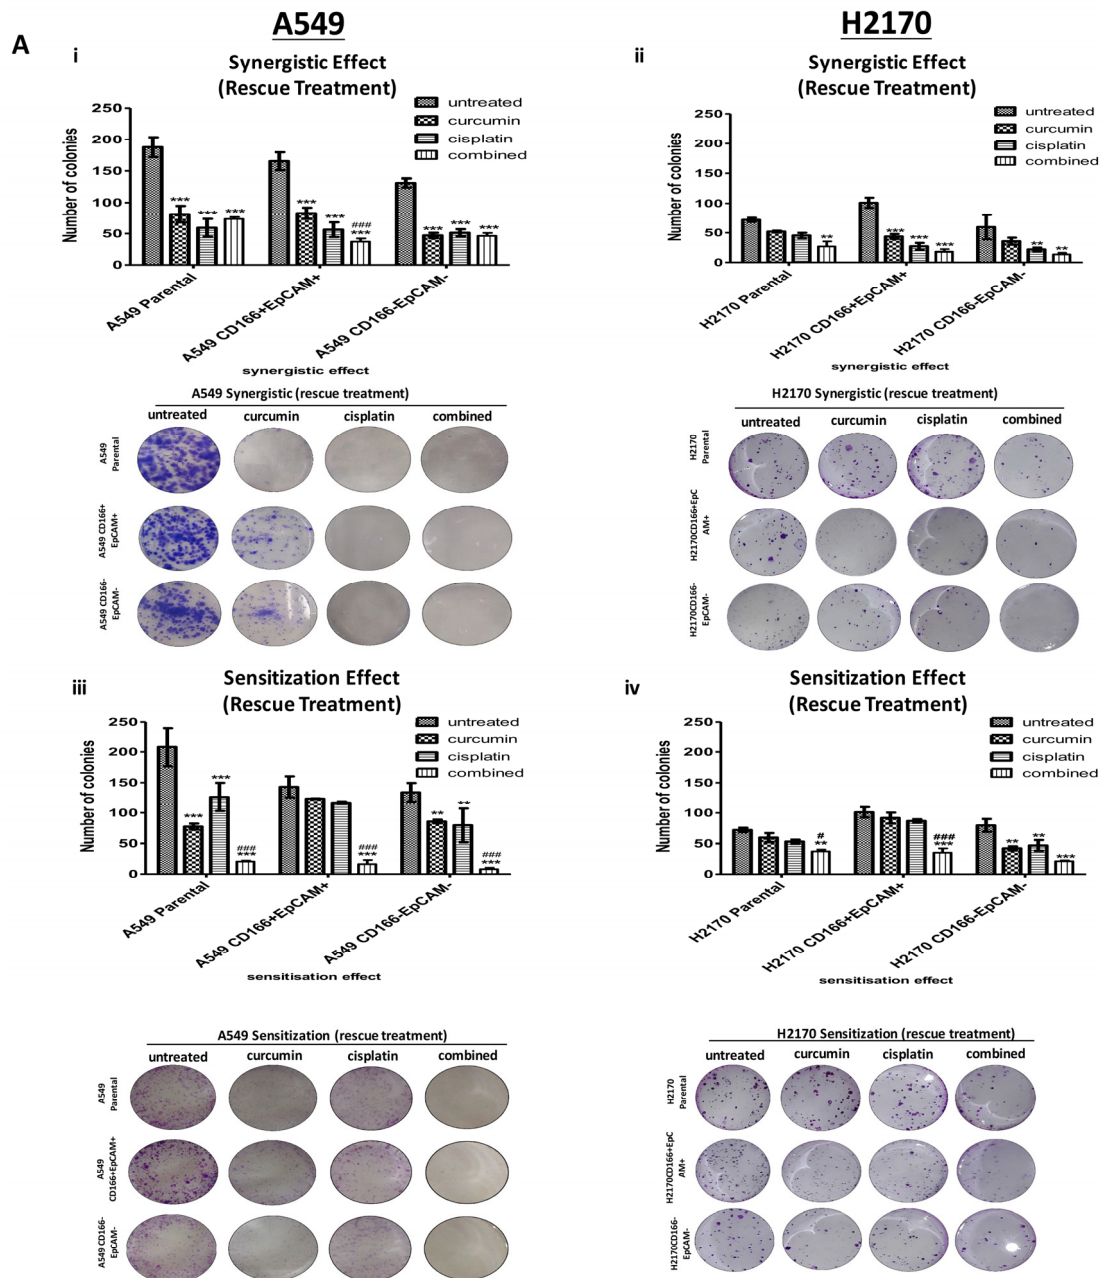 A549
H2170
A
i
Synergistic Effect
(Rescue Treatment)
untreated
curcumin
cisplatin
combined
Number of colonies
250
200
150
100
50
0
***
***
***
***
***
###
***
***
***
***
A549 Parental
A549 CD166+EpCAM+
A549 CD166-EpCAM-
synergistic effect
ii
Synergistic Effect
(Rescue Treatment)
untreated
curcumin
cisplatin
combined
Number of colonies
250
200
150
100
50
0
**
***
***
***
**
**
H2170 Parental
H2170 CD166+EpCAM+
H2170 CD166-EpCAM-
synergistic effect
A549 Synergistic (rescue treatment)
untreated curcumin cisplatin combined
A549
Parental
A549 CD166+
EpCAM+
A549 CD166-
EpCAM-
H2170 Synergistic (rescue treatment)
untreated curcumin cisplatin combined
H2170
Parental
H2170CD166+EpC
AM+
H2170CD166-
EpCAM-
iii
Sensitization Effect
(Rescue Treatment)
untreated
curcumin
cisplatin
combined
Number of colonies
250
200
150
100
50
0
***
***
###
***
###
***
**
**
###
***
A549 Parental
A549 CD166+EpCAM+
A549 CD166-EpCAM-
sensitisation effect
iv
Sensitization Effect
(Rescue Treatment)
untreated
curcumin
cisplatin
combined
Number of colonies
250
200
150
100
50
0
#
**
###
***
**
**
***
H2170 Parental
H2170 CD166+EpCAM+
H2170 CD166-EpCAM-
sensitisation effect
A549 Sensitization (rescue treatment)
untreated curcumin cisplatin combined
A549
Parental
A549
CD166+EpCAM+
A549 CD166-
EpCAM-
H2170 Sensitization (rescue treatment)
untreated curcumin cisplatin combined
H2170
Parental
H2170CD166+EpC
AM+
H2170CD166-
EpCAM-